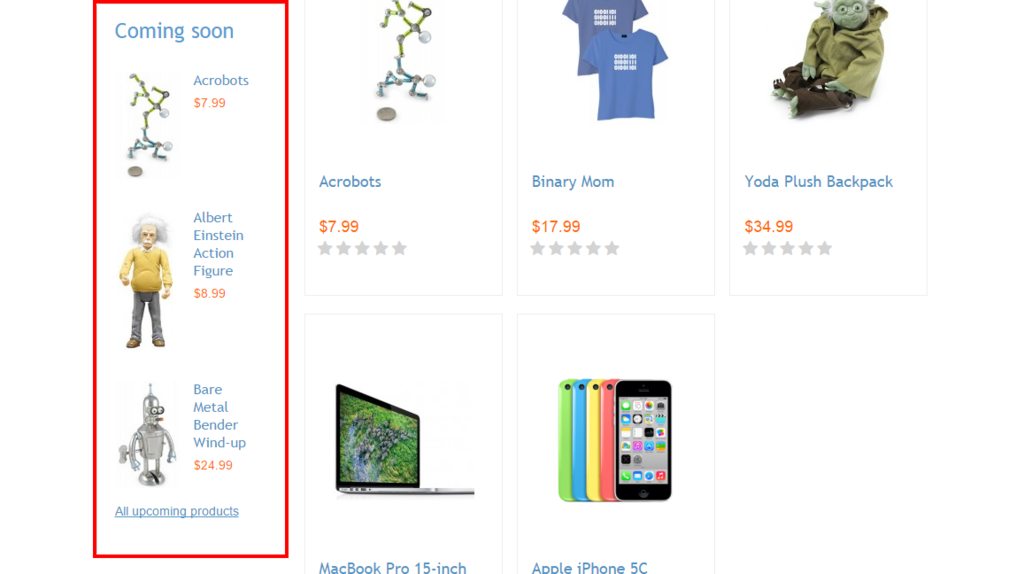 Coming soon
Acrobots
$7.99
Albert
Einstein
Action
Figure
$8.99
Bare
Metal
Bender
Wind-up
$24.99
All upcoming products
Acrobots
$7.99
Binary Mom
$17.99
Yoda Plush Backpack
$34.99
MacBook Pro 15-inch
Apple iPhone 5C